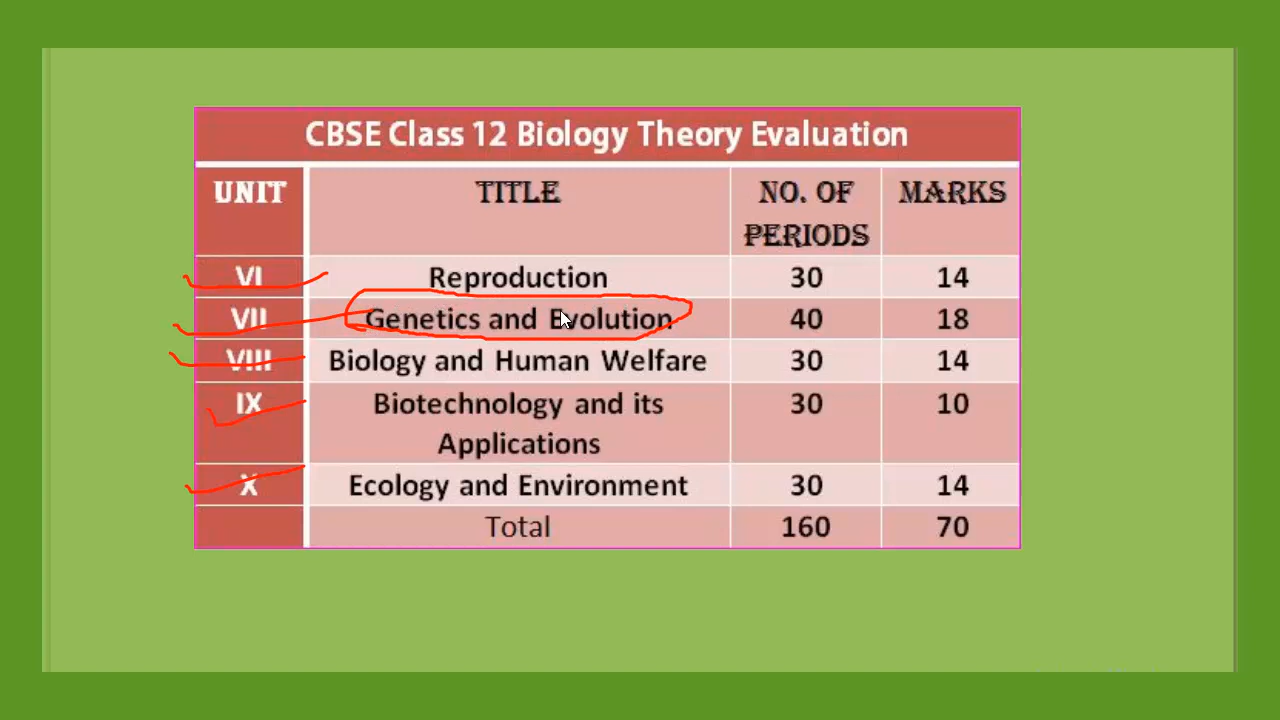 CBSE Class 12 Biology Theory Evaluation
UNIT TITLE NO. OF PERIODS MARKS
VI Reproduction 30 14
VII Genetics and Evolution 40 18
VIII Biology and Human Welfare 30 14
IX Biotechnology and its Applications 30 10
X Ecology and Environment 30 14
Total 160 70